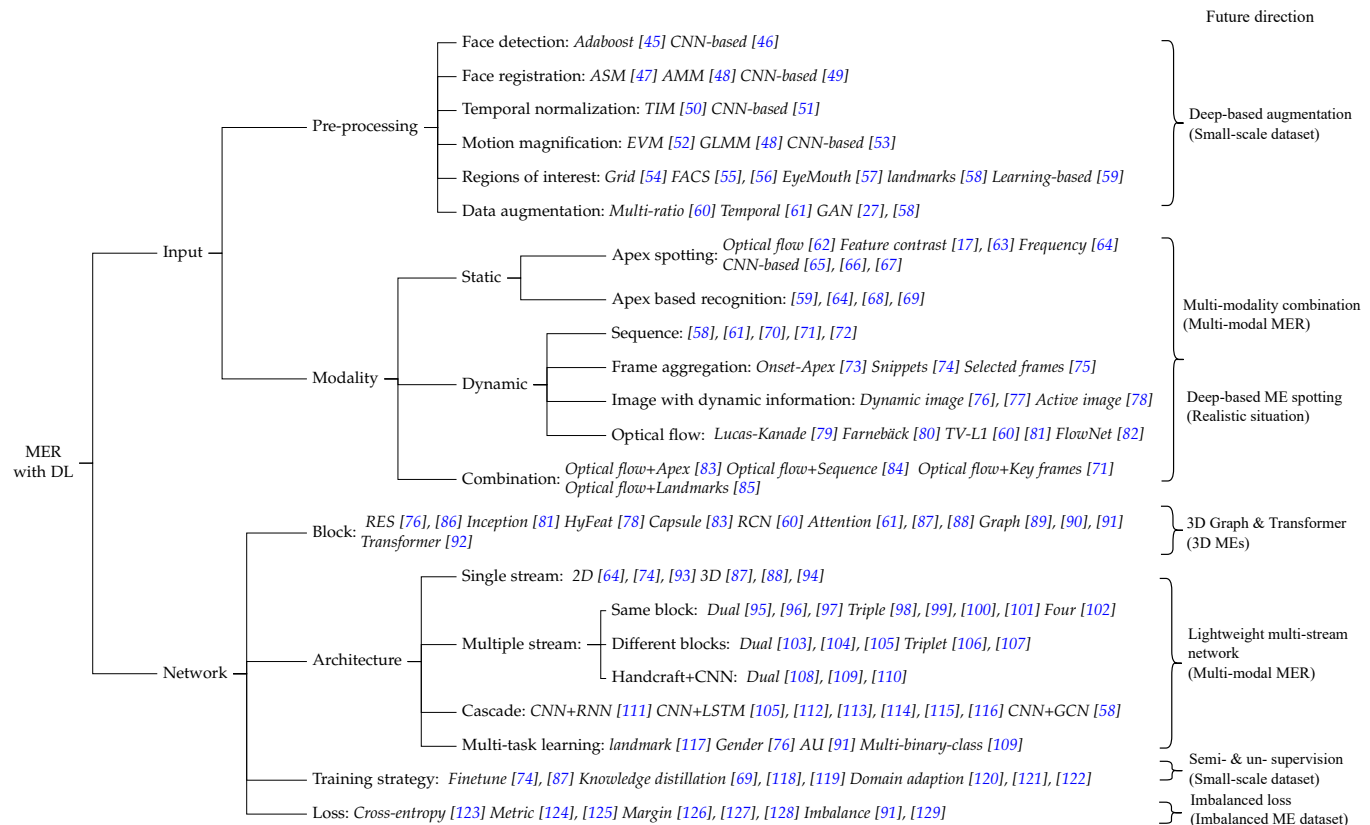 Future direction
Face detection: Adaboost [45] CNN-based [46]
Face registration: ASM [47] AMM [48] CNN-based [49]
Temporal normalization: TIM [50] CNN-based [51]
Pre-processing
Deep-based augmentation
(Small-scale dataset)
Motion magnification: EVM [52] GLMM [48] CNN-based [53]
Regions of interest: Grid [54] FACS [55], [56] EyeMouth [57] landmarks [58] Learning-based [59]
Data augmentation: Multi-ratio [60] Temporal [61] GAN [27], [58]
Input
Static
Apex spotting: Optical flow [62] Feature contrast [17], [63] Frequency [64]
CNN-based [65], [66], [67]
Apex based recognition: [59], [64], [68], [69]
Multi-modality combination
(Multi-modal MER)
Sequence: [58], [61], [70], [71], [72]
Frame aggregation: Onset-Apex [73] Snippets [74] Selected frames [75]
Modality
Dynamic
Image with dynamic information: Dynamic image [76], [77] Active image [78]
Deep-based ME spotting
(Realistic situation)
Optical flow: Lucas-Kanade [79] Farnebäck [80] TV-L1 [60] [81] FlowNet [82]
MER
with DL
Combination: Optical flow+Apex [83] Optical flow+Sequence [84] Optical flow+Key frames [71]
Optical flow+Landmarks [85]
Block: RES [76], [86] Inception [81] HyFeat [78] Capsule [83] RCN [60] Attention [61], [87], [88] Graph [89], [90], [91]
Transformer [92]
3D Graph & Transformer
(3D MEs)
Single stream: 2D [64], [74], [93] 3D [87], [88], [94]
Same block: Dual [95], [96], [97] Triple [98], [99], [100], [101] Four [102]
Multiple stream:
Different blocks: Dual [103], [104], [105] Triplet [106], [107]
Handcraft+CNN: Dual [108], [109], [110]
Lightweight multi-stream
network
(Multi-modal MER)
Network
Architecture
Cascade: CNN+RNN [111] CNN+LSTM [105], [112], [113], [114], [115], [116] CNN+GCN [58]
Multi-task learning: landmark [117] Gender [76] AU [91] Multi-binary-class [109]
Training strategy: Finetune [74], [87] Knowledge distillation [69], [118], [119] Domain adaption [120], [121], [122]
Semi- & un- supervision
(Small-scale dataset)
Loss: Cross-entropy [123] Metric [124], [125] Margin [126], [127], [128] Imbalance [91], [129]
Imbalanced loss
(Imbalanced ME dataset)